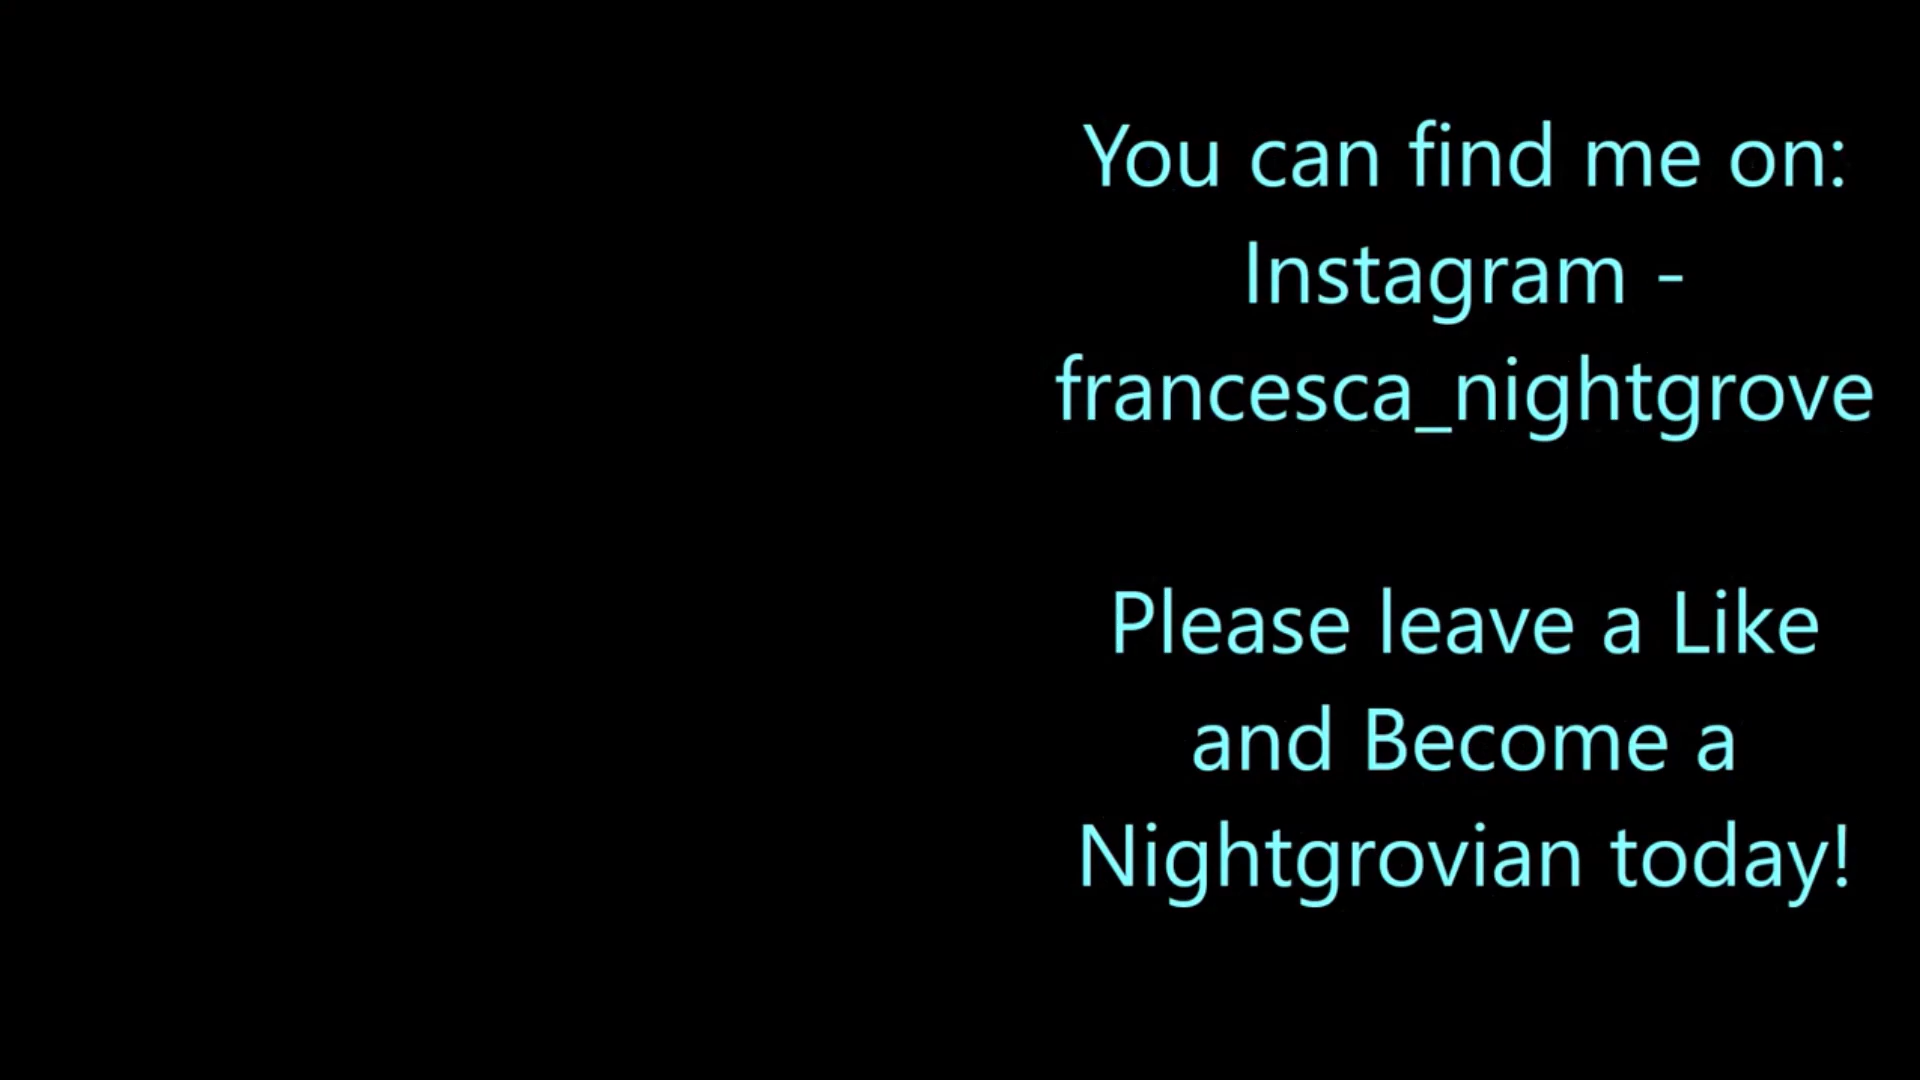 You can find me on:
Instagram -
francesca_nightgrove
Please leave a Like
and Become a
Nightgrovian today!